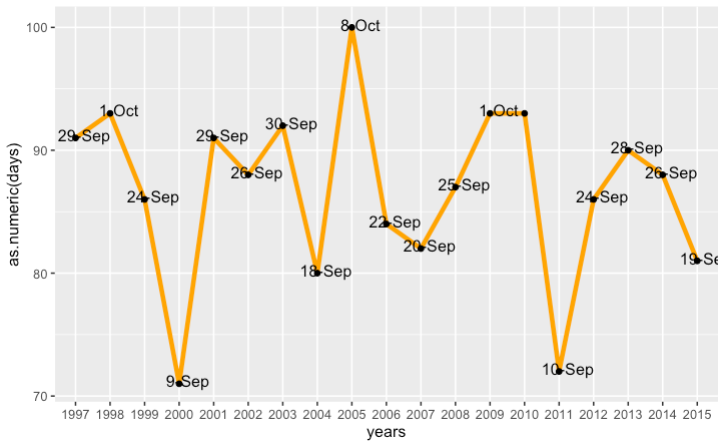 100
90
80
70
as.numeric(days)
29-Sep
1-Oct
24-Sep
9-Sep
29-Sep
26-Sep
30-Sep
18-Sep
8-Oct
22-Sep
20-Sep
25-Sep
1-Oct
10-Sep
24-Sep
28-Sep
26-Sep
19-Se
1997 1998 1999 2000 2001 2002 2003 2004 2005 2006 2007 2008 2009 2010 2011 2012 2013 2014 2015
years